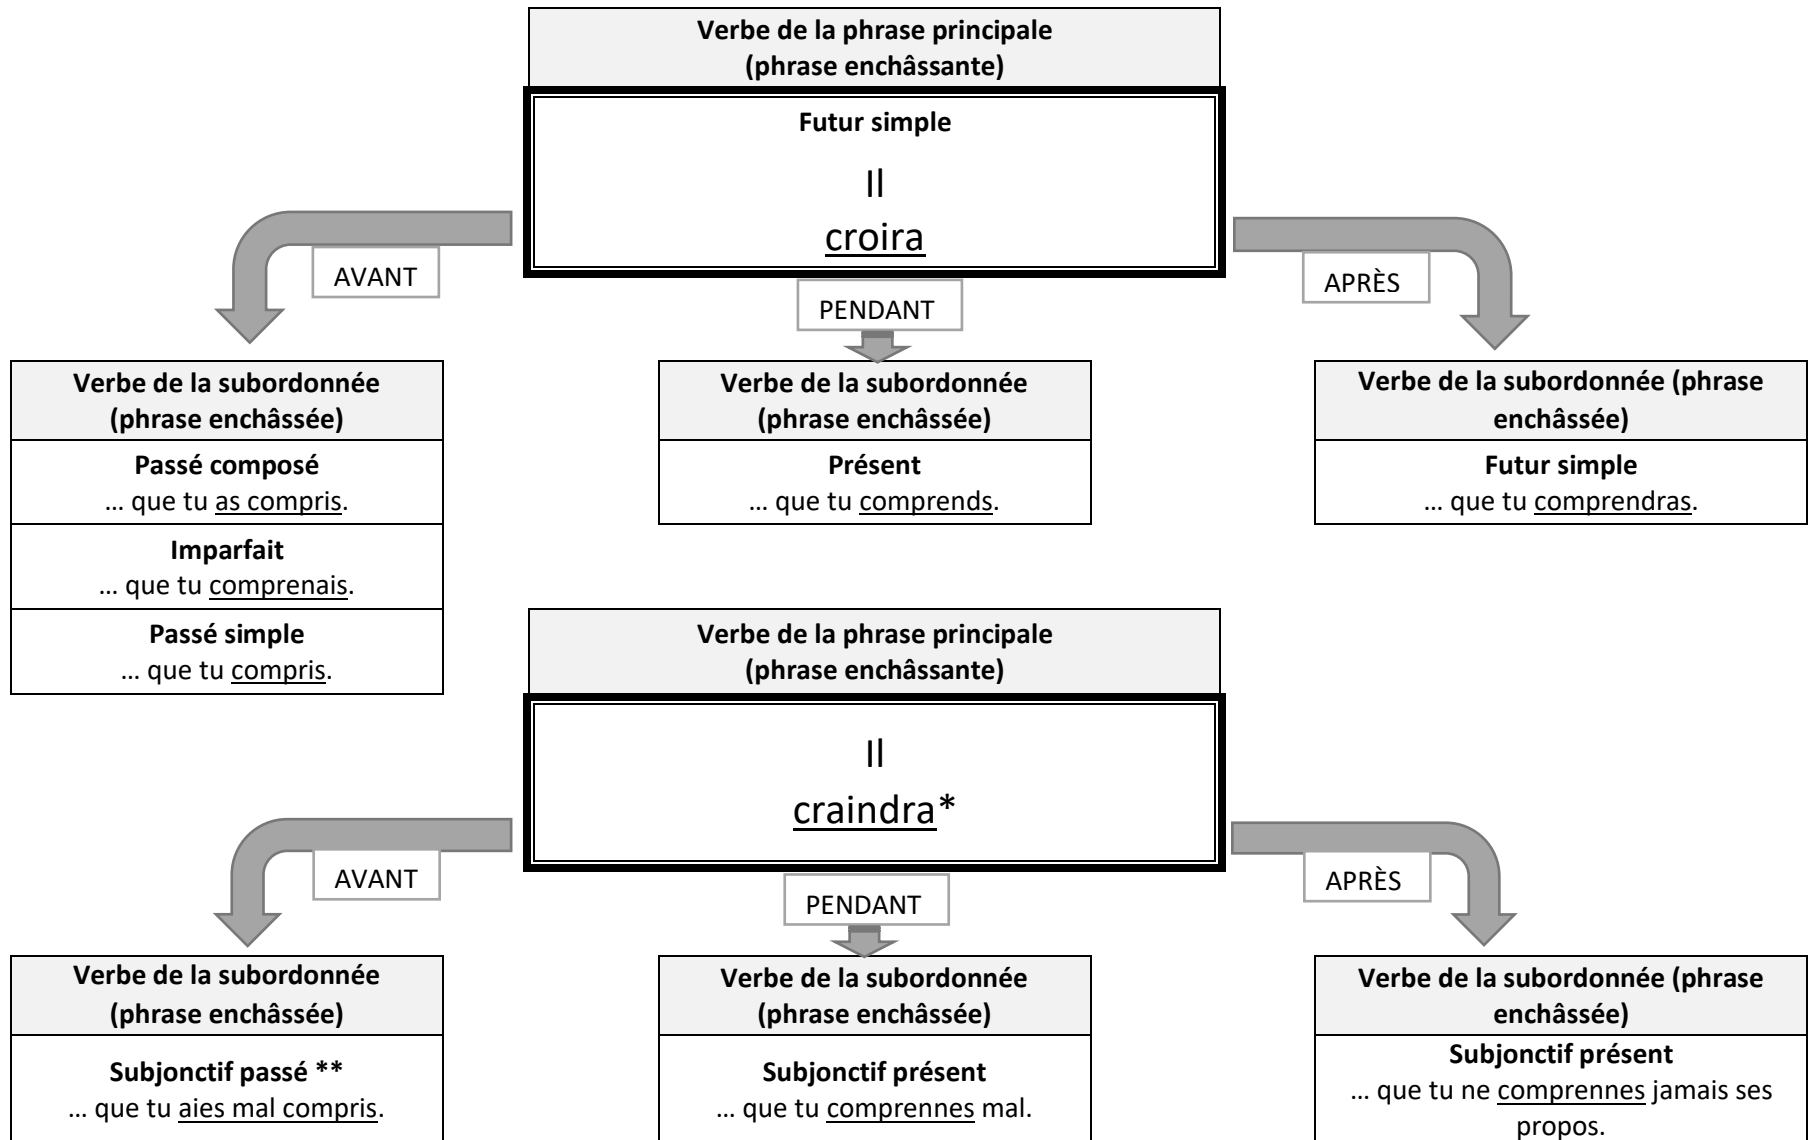 Verbe de la phrase principale
(phrase enchâssante)
Futur simple
Il
croira
AVANT
PENDANT
APRÈS
Verbe de la subordonnée
(phrase enchâssée)
Passé composé
… que tu as compris.
Imparfait
… que tu comprenais.
Passé simple
… que tu compris.
Verbe de la subordonnée
(phrase enchâssée)
Présent
… que tu comprends.
Verbe de la subordonnée (phrase
enchâssée)
Futur simple
… que tu comprendras.
Verbe de la phrase principale
(phrase enchâssante)
Il
craindra*
AVANT
PENDANT
APRÈS
Verbe de la subordonnée
(phrase enchâssée)
Subjonctif passé **
… que tu aies mal compris.
Verbe de la subordonnée
(phrase enchâssée)
Subjonctif présent
… que tu comprennes mal.
Verbe de la subordonnée (phrase
enchâssée)
Subjonctif présent
… que tu ne comprennes jamais ses
propos.